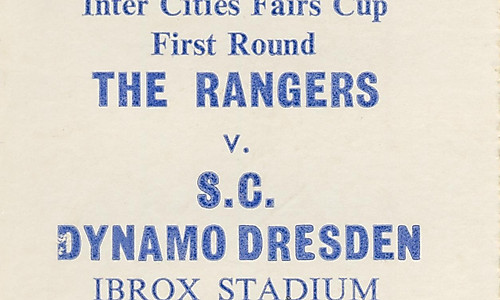 Inter Cities Fairs Cup
First Round
THE RANGERS
v.
S.C.
DYNAMO DRESDEN
IBROX STADIUM